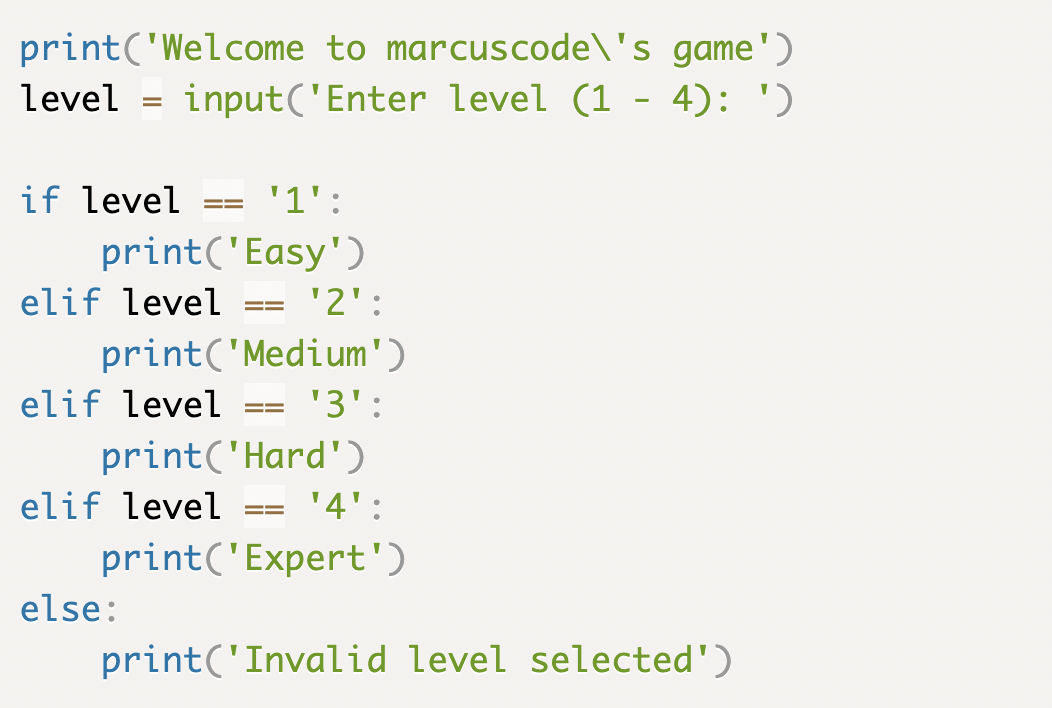 print('Welcome to marcuscode\'s game')
level = input('Enter level (1 - 4): ')

if level == '1':
    print('Easy')
elif level == '2':
    print('Medium')
elif level == '3':
    print('Hard')
elif level == '4':
    print('Expert')
else:
    print('Invalid level selected')